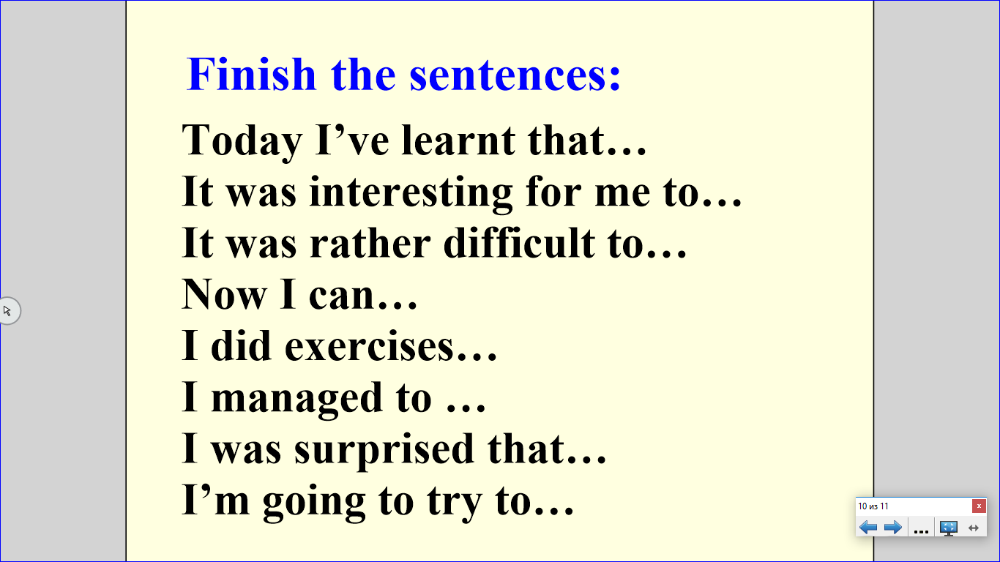 Finish the sentences:
Today I’ve learnt that…
It was interesting for me to…
It was rather difficult to…
Now I can…
I did exercises…
I managed to …
I was surprised that…
I’m going to try to…
10 из 11